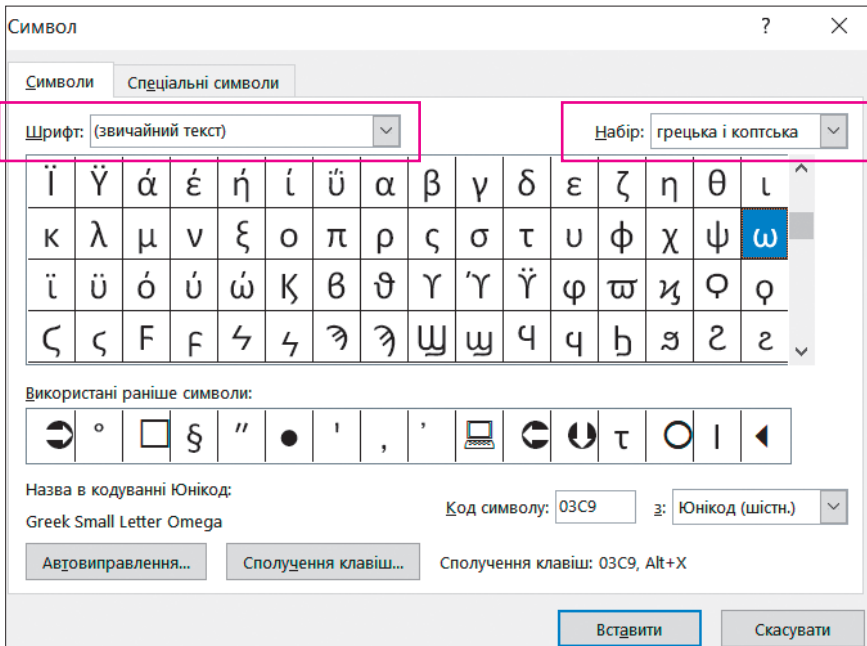 Символ ?
Символи Спеціальні символи
Шрифт: (звичайний текст) Набір: грецька і коптська
Ϊ Ϋ ά έ ή ί ΰ α β γ δ ε ζ η θ ι
κ λ μ ν ξ ο π ρ ς σ τ υ φ χ ψ ω
ϊ ϋ ό ύ ώ Ϗ ϐ ϑ ϒ ϓ ϔ ϕ ϖ ϗ Ϙ ϙ
Ϛ ϛ Ϝ ϝ Ϟ ϟ Ϡ ϡ Ϣ ϣ Ϥ ϥ Ϧ ϧ Ϩ ϩ
Використані раніше символи:
° □ § " ● ' , ’ τ ○ | ◄
Назва в кодуванні Юнікод:
Greek Small Letter Omega
Код символу: 03C9 з: Юнікод (шістн.)
Автовиправлення... Сполучення клавіш... Сполучення клавіш: 03C9, Alt+X
Вставити Скасувати